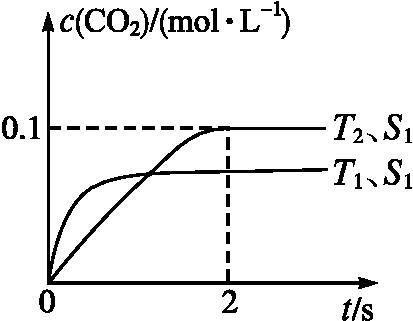 c(CO₂)/(mol·L⁻¹)
0.1
T₂、S₁
T₁、S₁
0
2
t/s